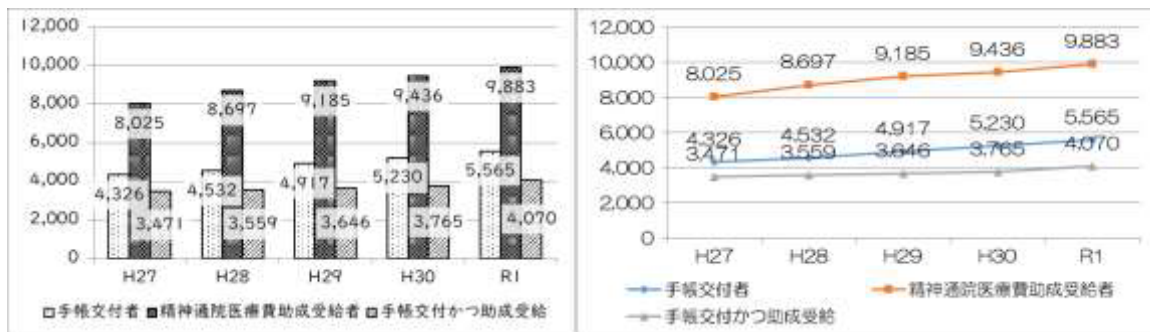 12,000
10,000
8,000
6,000
4,000
2,000
0
8,025
8,697
9,185
9,436
9,883
4,326
4,532
4,917
5,230
5,565
3,471
3,559
3,646
3,765
4,070
H27
H28
H29
H30
R1
手帳交付者
精神通院医療費助成受給者
手帳交付かつ助成受給
12,000
10,000
8,000
6,000
4,000
2,000
0
8,025
8,697
9,185
9,436
9,883
4,326
4,532
4,917
5,230
5,565
3,471
3,559
3,646
3,765
4,070
H27
H28
H29
H30
R1
手帳交付者
精神通院医療費助成受給者
手帳交付かつ助成受給